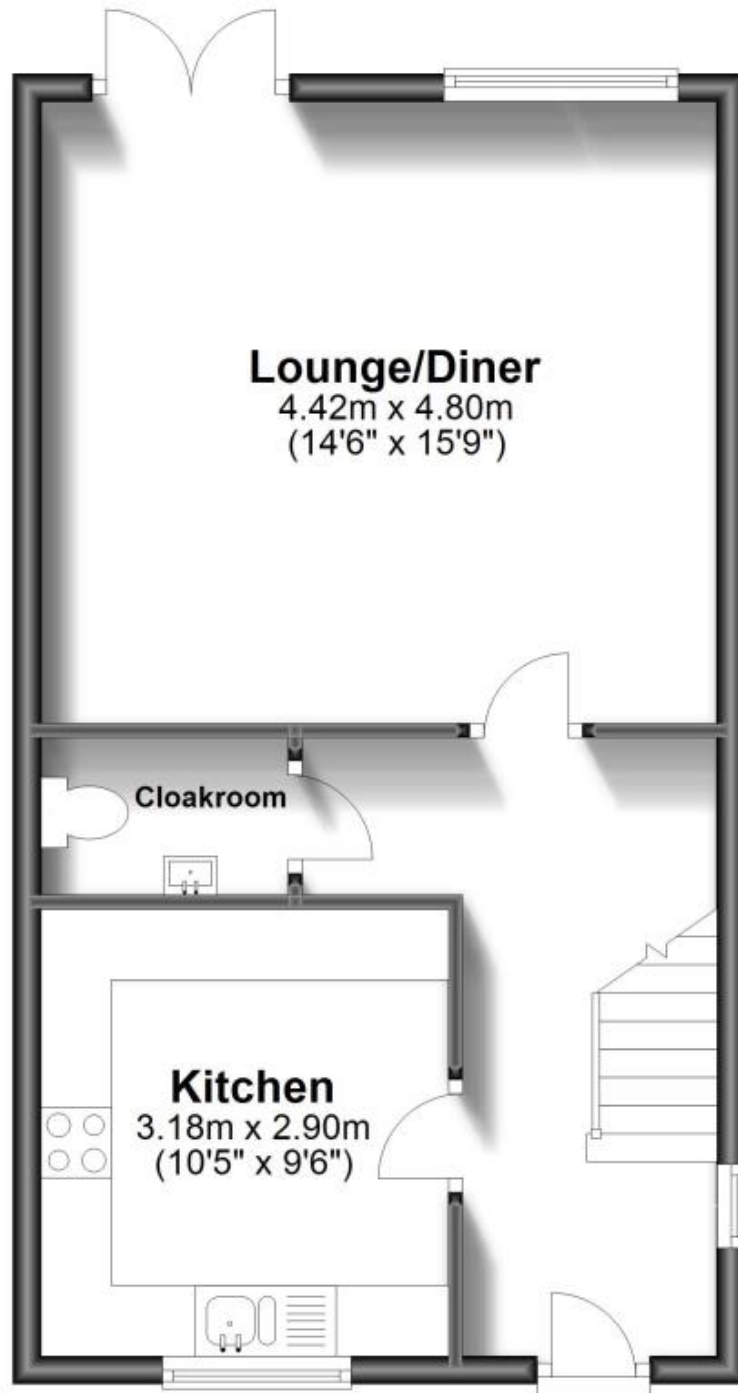 Lounge/Diner
4.42m x 4.80m
(14'6" x 15'9")
Cloakroom
Kitchen
3.18m x 2.90m
(10'5" x 9'6")